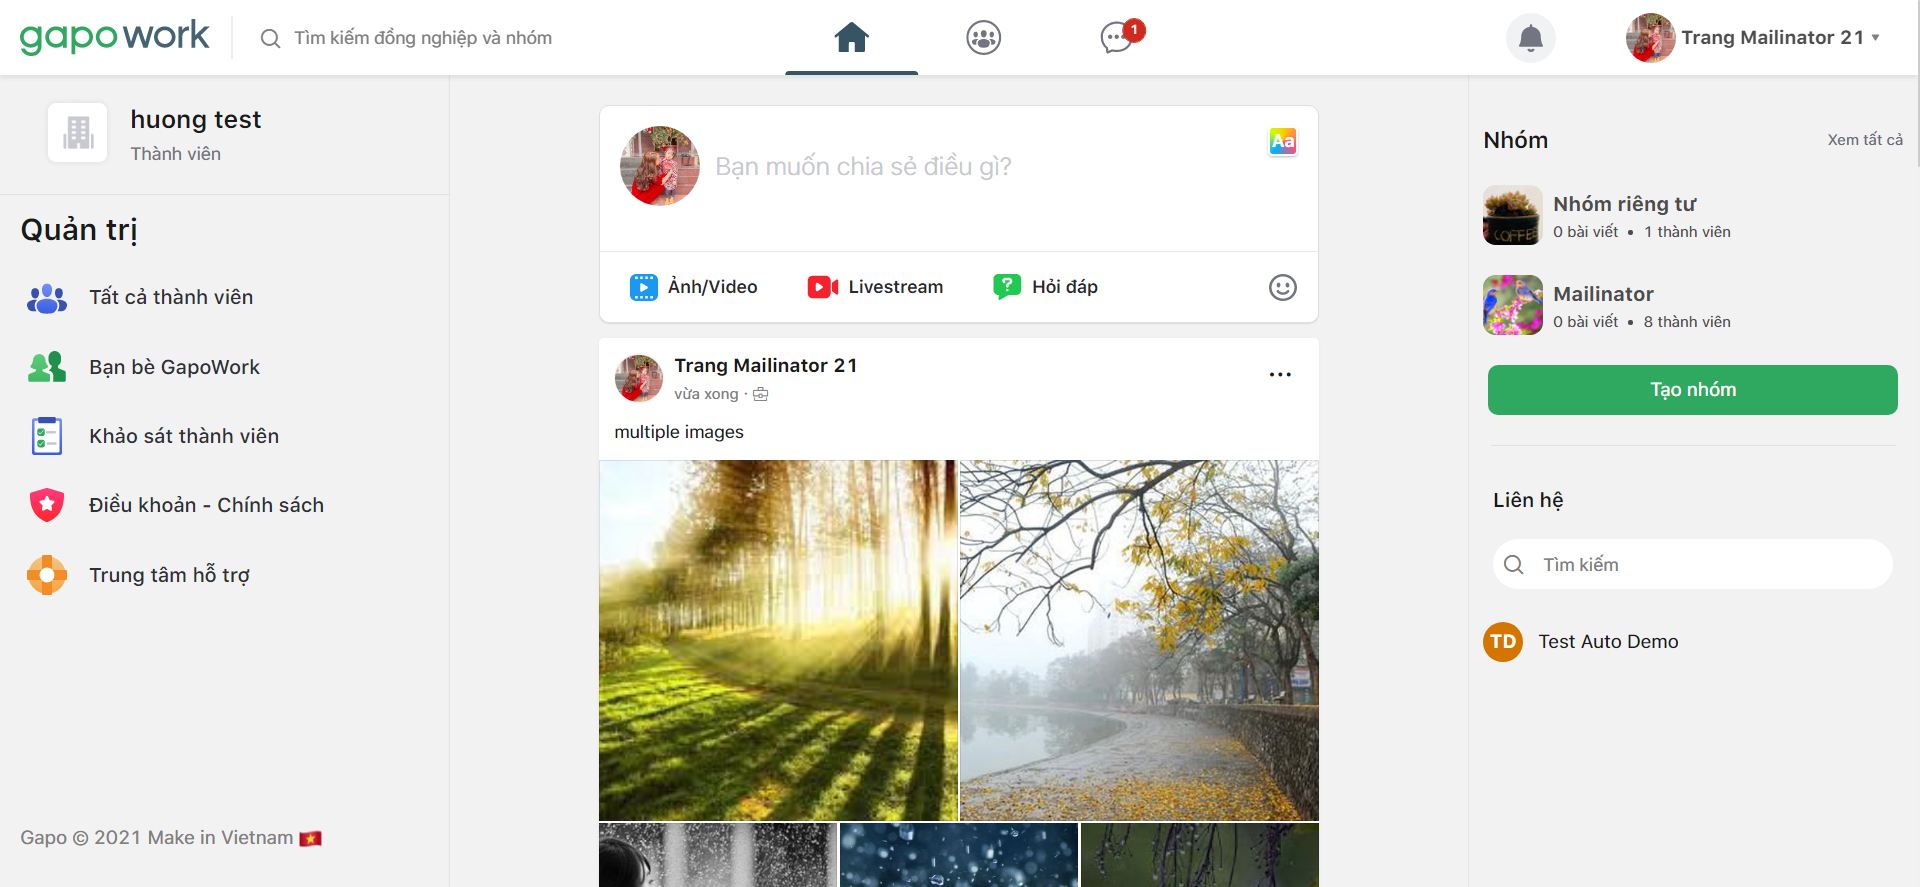 gapowork
Tìm kiếm đồng nghiệp và nhóm
1
Trang Mailinator 21
huong test
Thành viên
Quản trị
Tất cả thành viên
Bạn bè GapoWork
Khảo sát thành viên
Điều khoản - Chính sách
Trung tâm hỗ trợ
Gapo © 2021 Make in Vietnam
Bạn muốn chia sẻ điều gì?
Aa
Ảnh/Video
Livestream
?
Hỏi đáp
Trang Mailinator 21
vừa xong ·
multiple images
Nhóm
Xem tất cả
COFFE
Nhóm riêng tư
0 bài viết • 1 thành viên
Mailinator
0 bài viết • 8 thành viên
Tạo nhóm
Liên hệ
Tìm kiếm
TD
Test Auto Demo